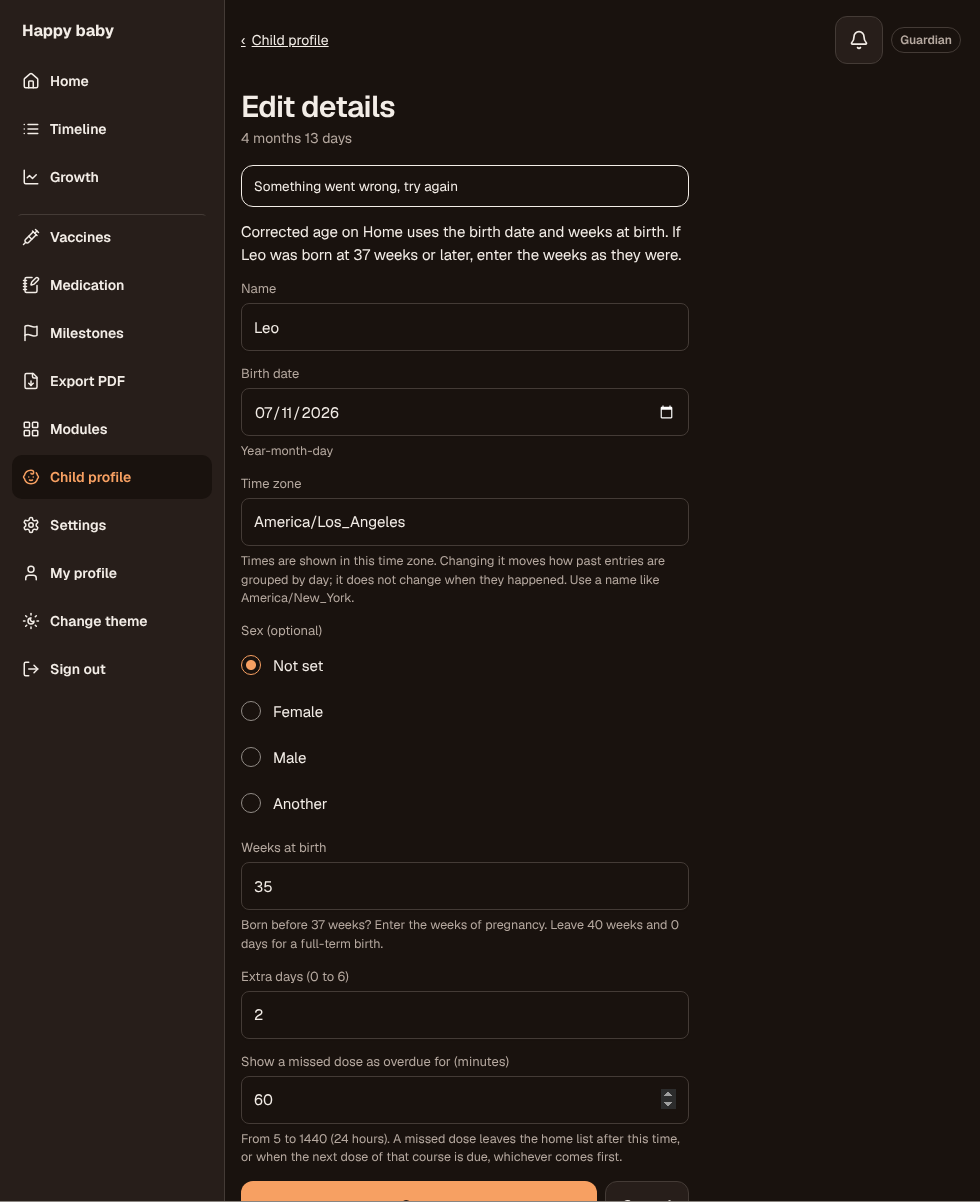 Happy baby
Home
Timeline
Growth
Vaccines
Medication
Milestones
Export PDF
Modules
Child profile
Settings
My profile
Change theme
Sign out
‹ Child profile
Guardian
Edit details
4 months 13 days
Something went wrong, try again
Corrected age on Home uses the birth date and weeks at birth. If
Leo was born at 37 weeks or later, enter the weeks as they were.
Name
Leo
Birth date
07/11/2026
Year-month-day
Time zone
America/Los_Angeles
Times are shown in this time zone. Changing it moves how past entries are
grouped by day; it does not change when they happened. Use a name like
America/New_York.
Sex (optional)
Not set
Female
Male
Another
Weeks at birth
35
Born before 37 weeks? Enter the weeks of pregnancy. Leave 40 weeks and 0
days for a full-term birth.
Extra days (0 to 6)
2
Show a missed dose as overdue for (minutes)
60
From 5 to 1440 (24 hours). A missed dose leaves the home list after this time,
or when the next dose of that course is due, whichever comes first.